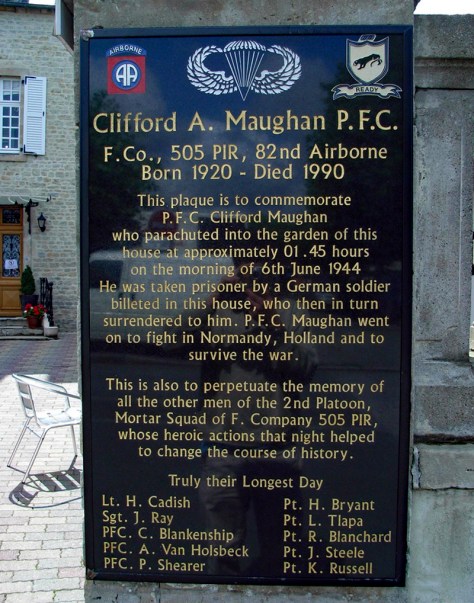 AIRBORNE
AA
505
READY
Clifford A. Maughan P.F.C.
F.Co., 505 PIR, 82nd Airborne
Born 1920 - Died 1990
This plaque is to commemorate
P.F.C. Clifford Maughan
who parachuted into the garden of this
house at approximately 01.45 hours
on the morning of 6th June 1944
He was taken prisoner by a German soldier
billeted in this house, who then in turn
surrendered to him. P.F.C. Maughan went
on to fight in Normandy, Holland and to
survive the war.
This is also to perpetuate the memory of
all the other men of the 2nd Platoon,
Mortar Squad of F. Company 505 PIR,
whose heroic actions that night helped
to change the course of history.
Truly their Longest Day
Lt. H. Cadish
Sgt. J. Ray
PFC. C. Blankenship
PFC. A. Van Holsbeck
PFC. P. Shearer
Pt. H. Bryant
Pt. L. Tlapa
Pt. R. Blanchard
Pt. J. Steele
Pt. K. Russell